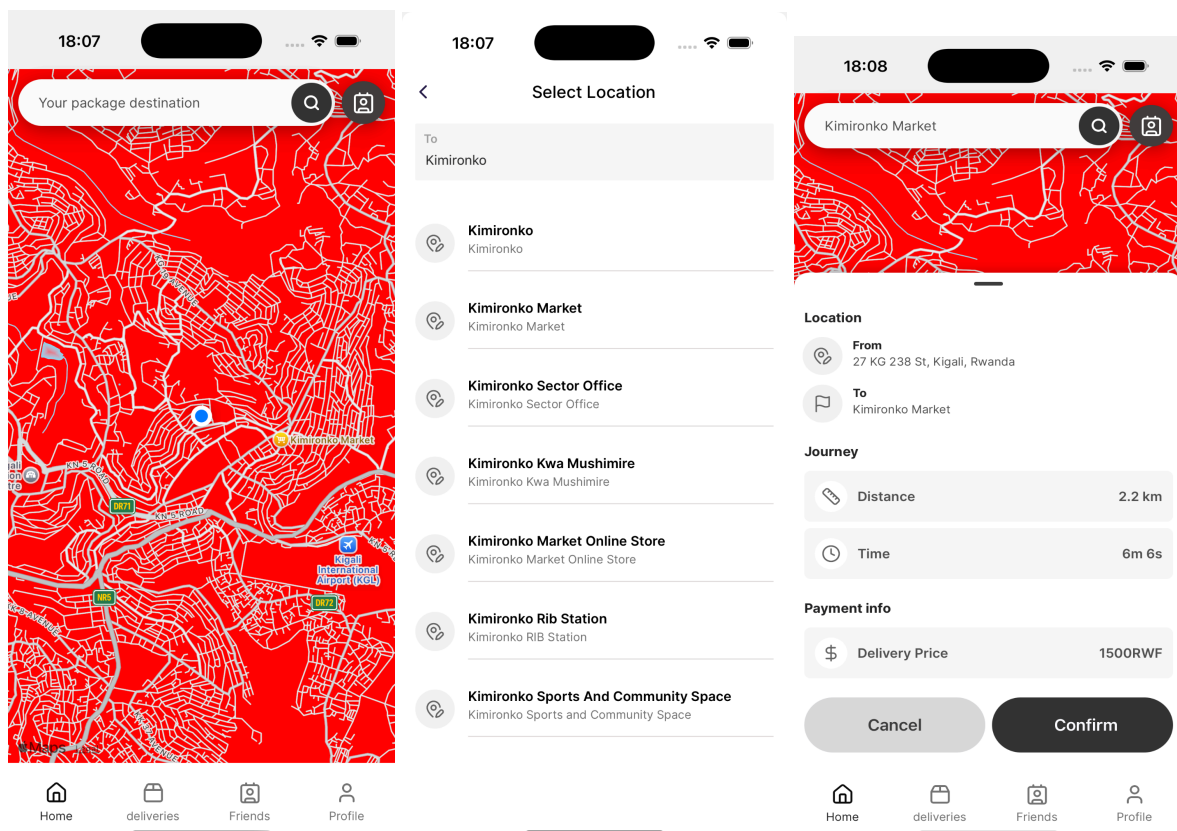 18:07
Your package destination
KG 19 AVENUE
Kimironko Market
KN 5 ROAD
DR71
KN 5 ROAD
Kigali
International
Airport (KGL)
NR5
DR72
Maps
Home
deliveries
Friends
Profile
18:07
Select Location
To
Kimironko
Kimironko
Kimironko
Kimironko Market
Kimironko Market
Kimironko Sector Office
Kimironko Sector Office
Kimironko Kwa Mushimire
Kimironko Kwa Mushimire
Kimironko Market Online Store
Kimironko Market Online Store
Kimironko Rib Station
Kimironko RIB Station
Kimironko Sports And Community Space
Kimironko Sports and Community Space
18:08
Kimironko Market
Location
From
27 KG 238 St, Kigali, Rwanda
To
Kimironko Market
Journey
Distance
2.2 km
Time
6m 6s
Payment info
Delivery Price
1500RWF
Cancel
Confirm
Home
deliveries
Friends
Profile